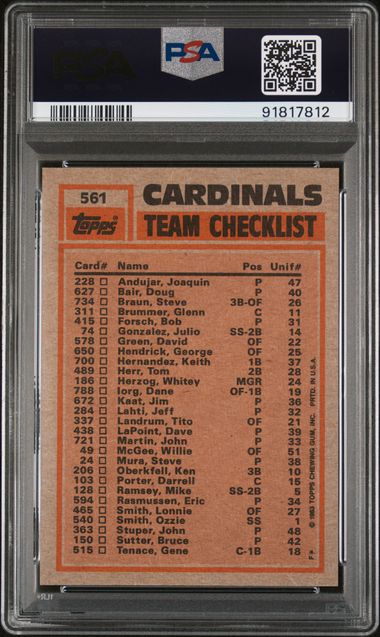 PSA
PSA
91817812
561
topps
CARDINALS
TEAM CHECKLIST
Card# Name Pos Unif#
228 Andujar, Joaquin P 47
627 Bair, Doug P 40
734 Braun, Steve 3B-OF 26
311 Brummer, Glenn C 11
415 Forsch, Bob P 31
74 Gonzalez, Julio SS-2B 14
578 Green, David OF 22
650 Hendrick, George OF 25
700 Hernandez, Keith 1B 37
489 Herr, Tom 2B 28
186 Herzog, Whitey MGR 24
788 Iorg, Dane OF-1B 19
672 Kaat, Jim P 36
284 Lahti, Jeff P 32
337 Landrum, Tito OF 21
438 LaPoint, Dave P 39
721 Martin, John P 33
49 McGee, Willie OF 51
24 Mura, Steve P 38
206 Oberkfell, Ken 3B 10
103 Porter, Darrell C 15
128 Ramsey, Mike SS-2B 5
594 Rasmussen, Eric P 34
465 Smith, Lonnie OF 27
540 Smith, Ozzie SS 1
363 Stuper, John P 48
150 Sutter, Bruce P 42
515 Tenace, Gene C-1B 18
© 1983 TOPPS CHEWING GUM, INC. PRTD. IN U.S.A.
F*